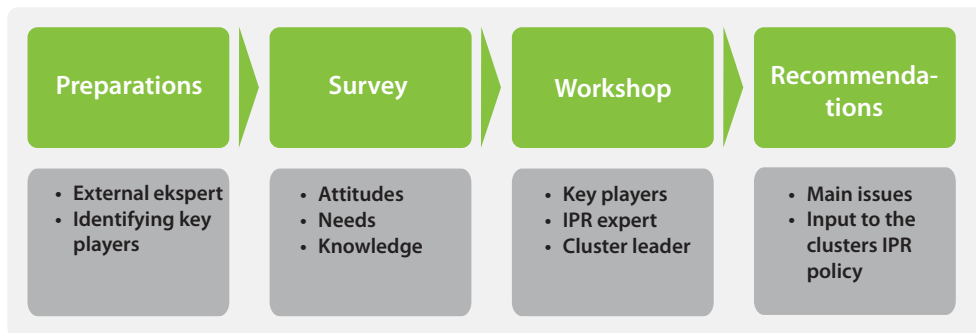 Preparations
Survey
Workshop
Recommenda-
tions
• External ekspert
• Identifying key
players
• Attitudes
• Needs
• Knowledge
• Key players
• IPR expert
• Cluster leader
• Main issues
• Input to the
clusters IPR
policy